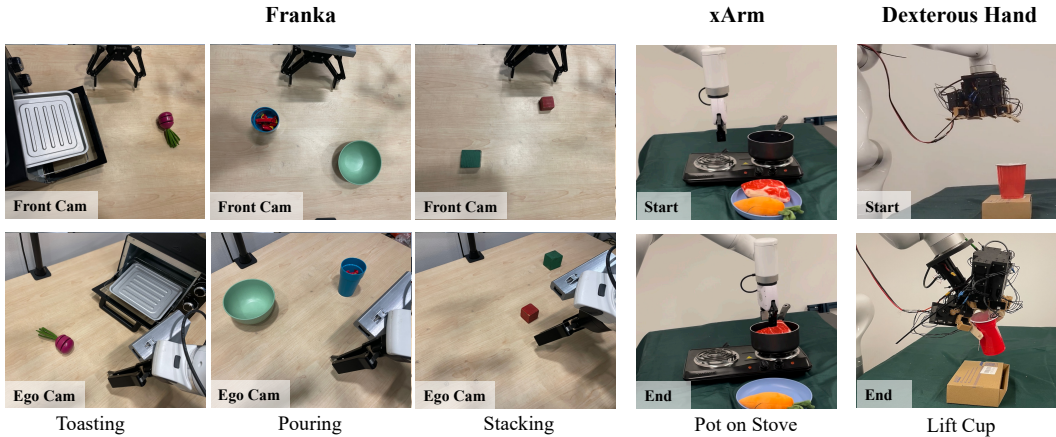 Franka
xArm
Dexterous Hand
Front Cam
Front Cam
Front Cam
Start
Start
Ego Cam
Ego Cam
Ego Cam
End
End
Toasting
Pouring
Stacking
Pot on Stove
Lift Cup